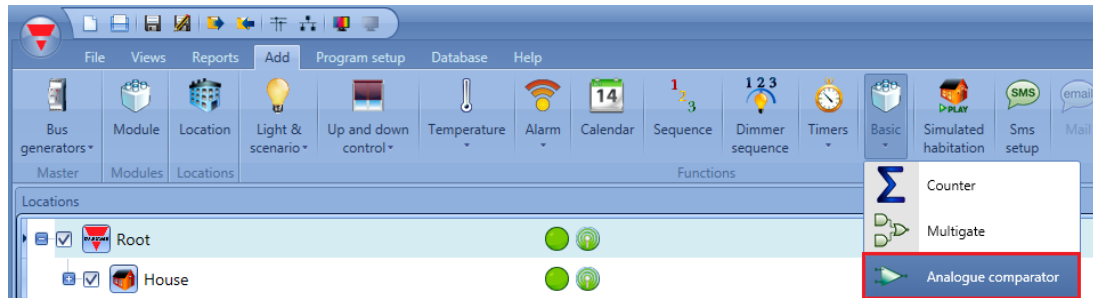 File Views Reports Add Program setup Database Help
14
1 2 3
1 2 3
PLAY
SMS
email
Bus generators
Module
Location
Light & scenario
Up and down control
Temperature
Alarm
Calendar
Sequence
Dimmer sequence
Timers
Basic
Simulated habitation
Sms setup
Mail
Master Modules Locations Functions
Locations
Counter
Multigate
Root
Analogue comparator
House